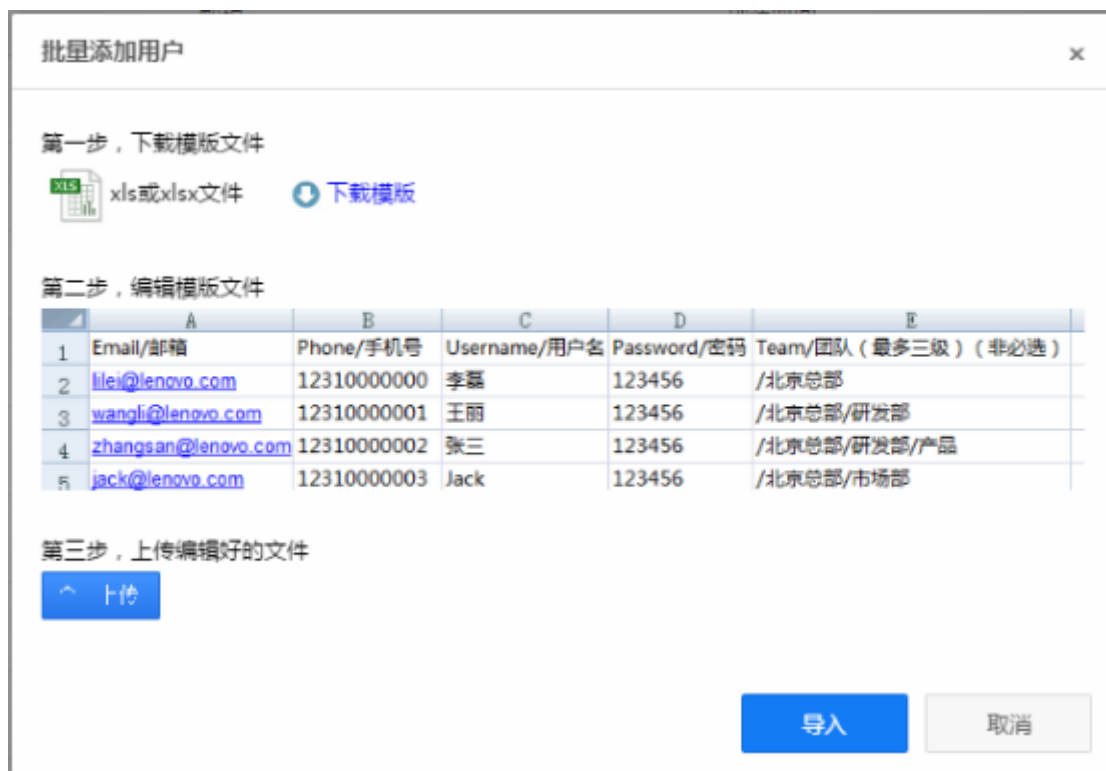 批量添加用户 ×
第一步，下载模版文件
XLS xls或xlsx文件 下载模版
第二步，编辑模版文件
A B C D E
1 Email/邮箱 Phone/手机号 Username/用户名 Password/密码 Team/团队（最多三级）（非必选）
2 lilei@lenovo.com 12310000000 李磊 123456 /北京总部
3 wangli@lenovo.com 12310000001 王丽 123456 /北京总部/研发部
4 zhangsan@lenovo.com 12310000002 张三 123456 /北京总部/研发部/产品
5 jack@lenovo.com 12310000003 Jack 123456 /北京总部/市场部
第三步，上传编辑好的文件
上传
导入 取消